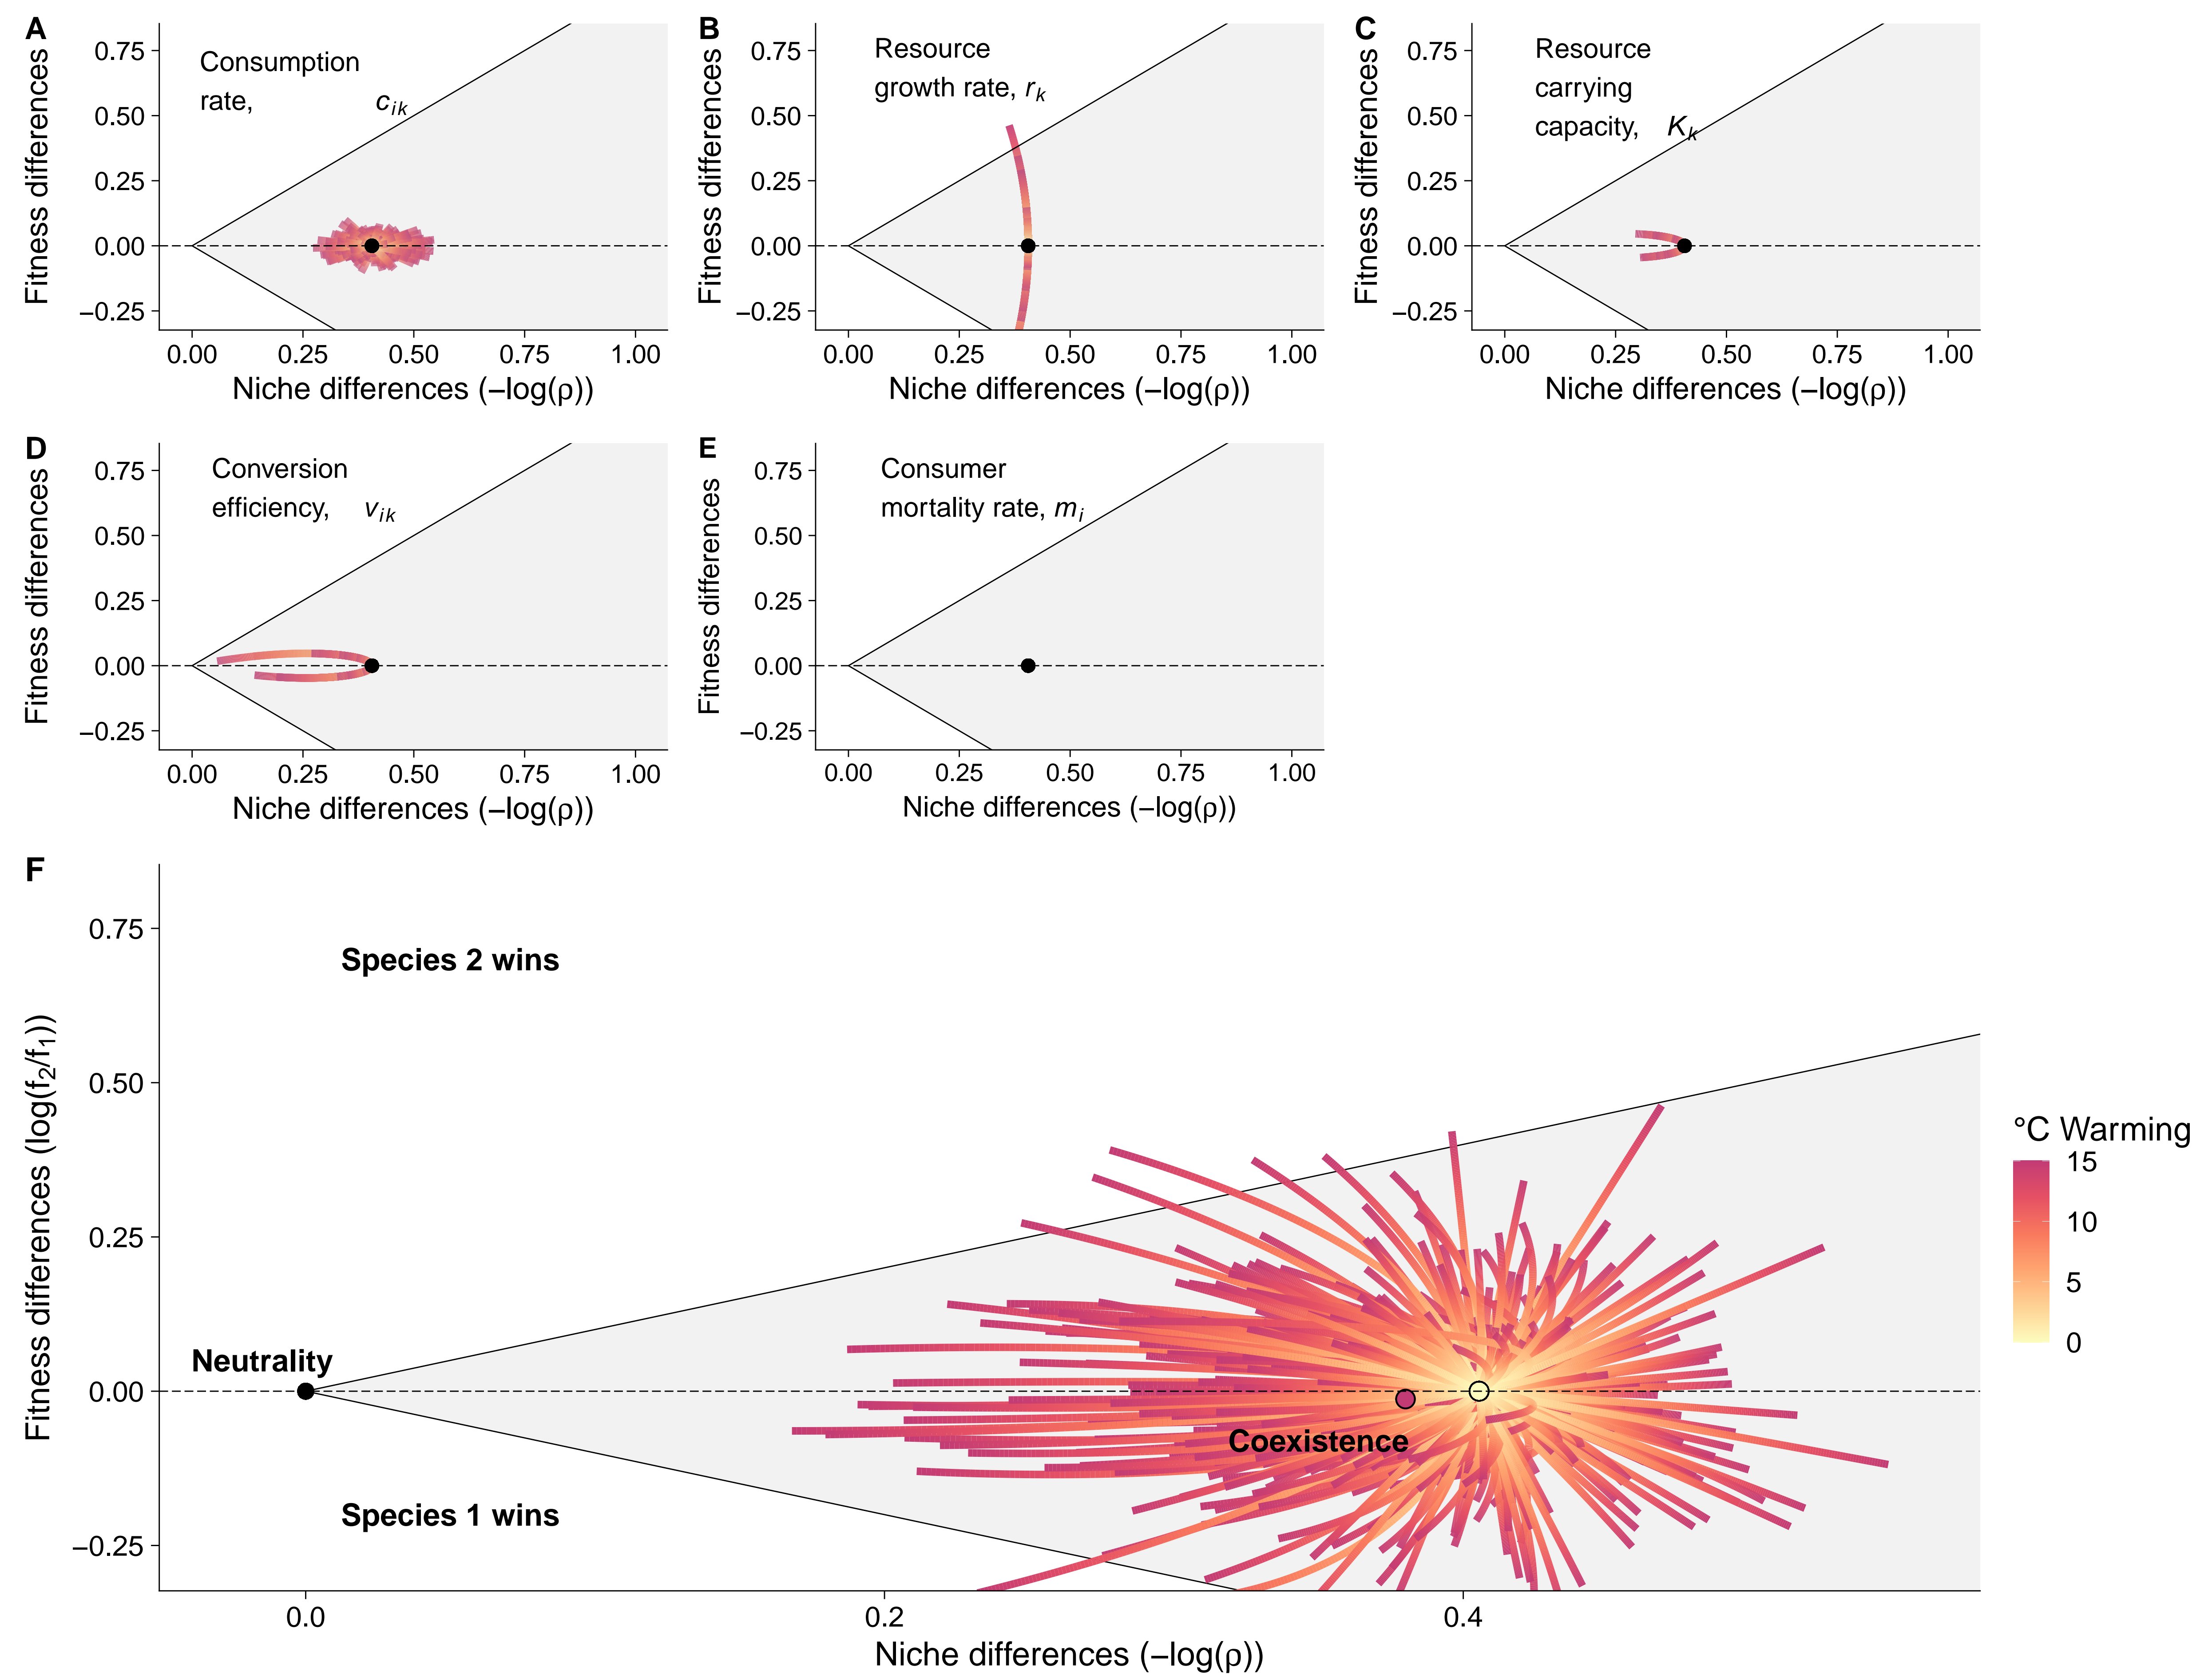 A
Consumption
rate, cᵢₖ
Fitness differences
0.75
0.50
0.25
0.00
−0.25
0.00 0.25 0.50 0.75 1.00
Niche differences (−log(ρ))
B
Resource
growth rate, rₖ
Fitness differences
0.75
0.50
0.25
0.00
−0.25
0.00 0.25 0.50 0.75 1.00
Niche differences (−log(ρ))
C
Resource
carrying
capacity, Kₖ
Fitness differences
0.75
0.50
0.25
0.00
−0.25
0.00 0.25 0.50 0.75 1.00
Niche differences (−log(ρ))
D
Conversion
efficiency, vᵢₖ
Fitness differences
0.75
0.50
0.25
0.00
−0.25
0.00 0.25 0.50 0.75 1.00
Niche differences (−log(ρ))
E
Consumer
mortality rate, mᵢ
Fitness differences
0.75
0.50
0.25
0.00
−0.25
0.00 0.25 0.50 0.75 1.00
Niche differences (−log(ρ))
F
Fitness differences (log(f₂/f₁))
0.75
0.50
0.25
0.00
−0.25
Species 2 wins
Neutrality
Coexistence
Species 1 wins
0.0 0.2 0.4
Niche differences (−log(ρ))
°C Warming
15
10
5
0